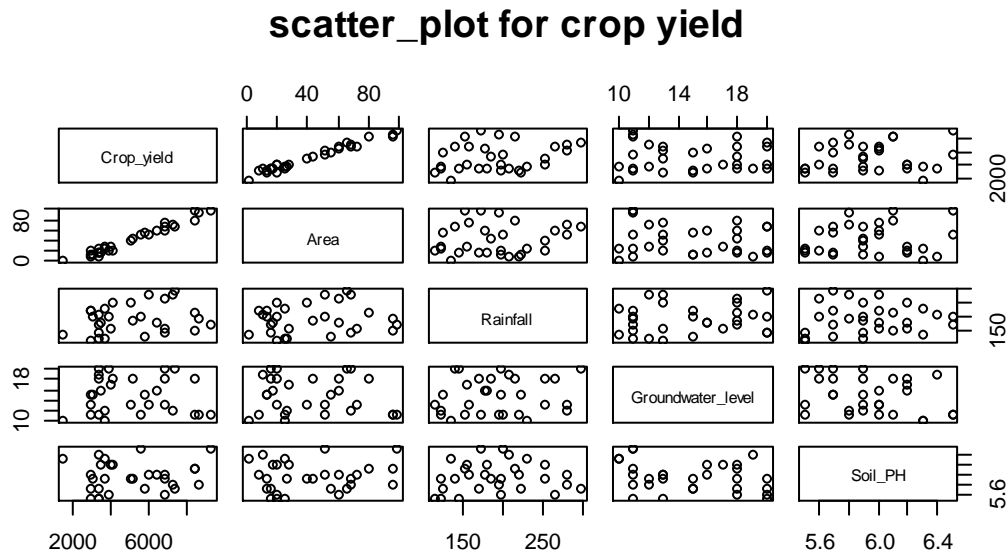 scatter_plot for crop yield
0 40 80
10 14 18
Crop_yield
2000
0 80
Area
Rainfall
150
10 18
Groundwater_level
Soil_PH
5.6
2000 6000
150 250
5.6 6.0 6.4